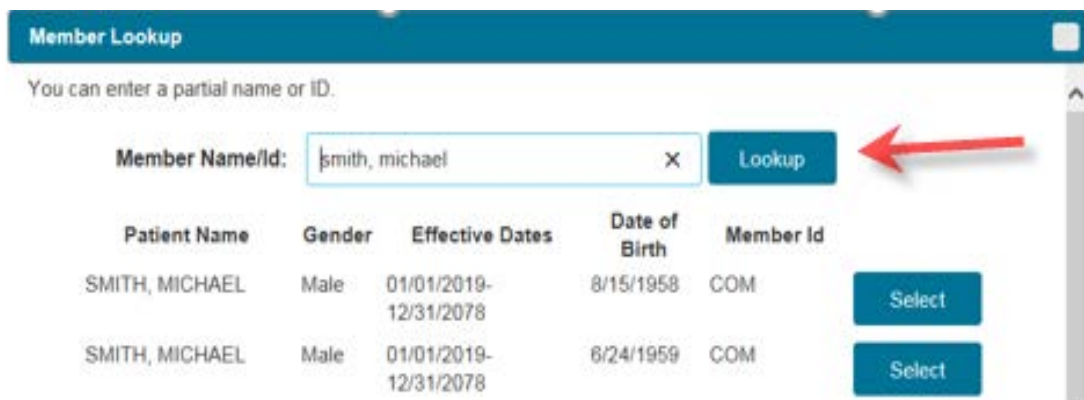 Member Lookup
You can enter a partial name or ID.
Member Name/Id: smith, michael X Lookup
Patient Name Gender Effective Dates Date of Birth Member Id
SMITH, MICHAEL Male 01/01/2019-12/31/2078 8/15/1958 COM Select
SMITH, MICHAEL Male 01/01/2019-12/31/2078 6/24/1959 COM Select